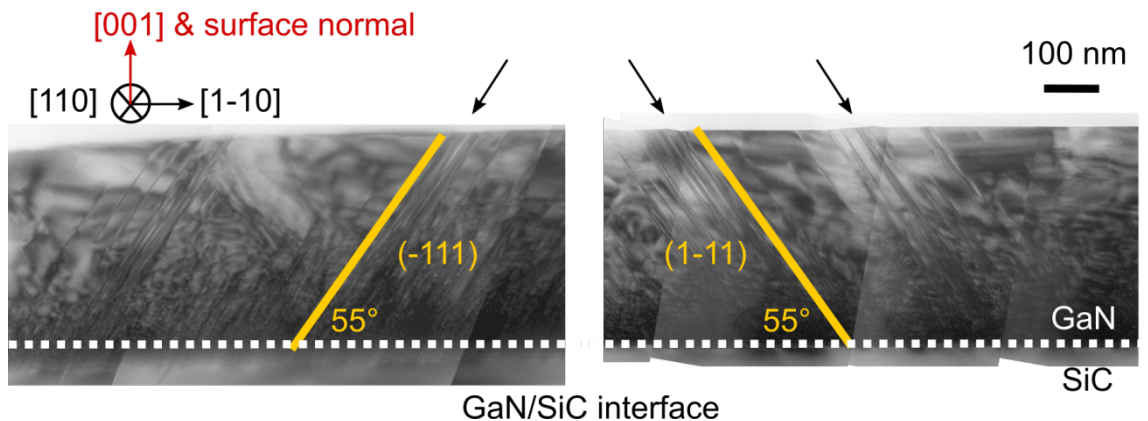 [001] & surface normal
[110]
[1-10]
100 nm
(-111)
(1-11)
55°
55°
GaN
SiC
GaN/SiC interface